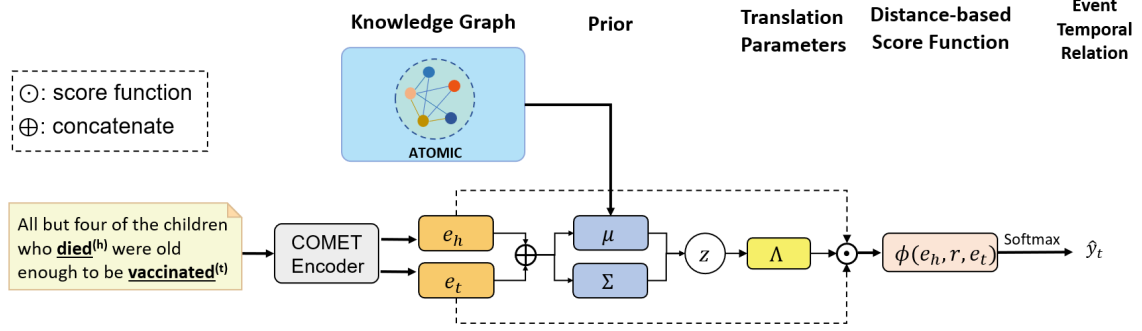 Knowledge Graph
Prior
Translation
Parameters
Distance-based
Score Function
Event
Temporal
Relation
⊙: score function
⊕: concatenate
ATOMIC
All but four of the children
who died(h) were old
enough to be vaccinated(t)
COMET
Encoder
e_h
e_t
⊕
μ
Σ
z
Λ
⊙
ϕ(e_h, r, e_t)
Softmax
ŷ_t